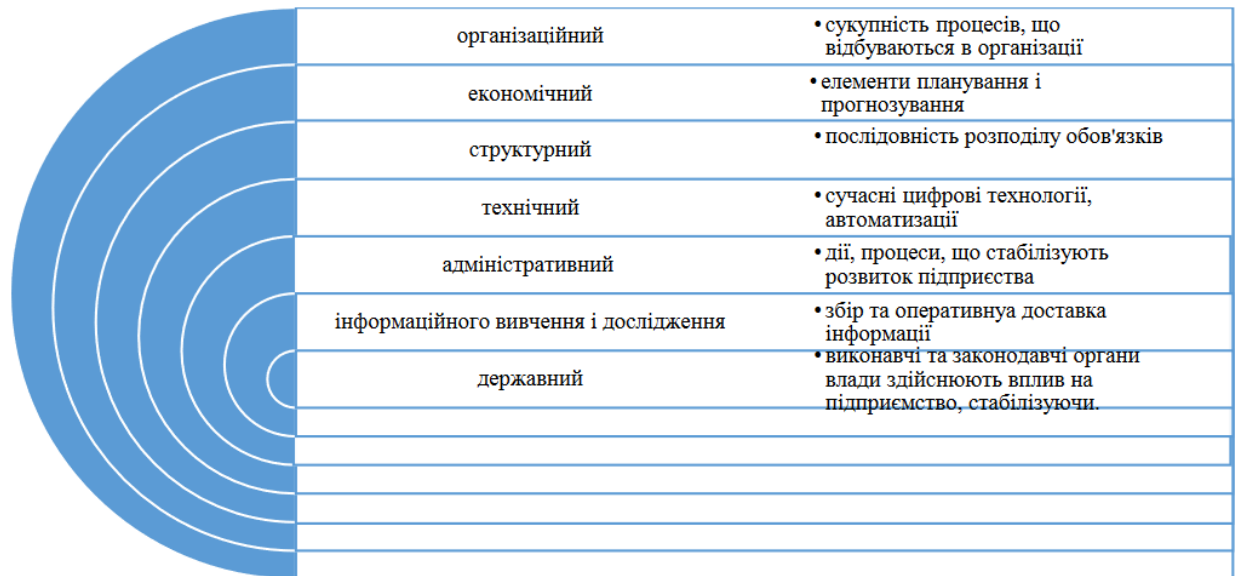 організаційний
• сукупність процесів, що
відбуваються в організації
економічний
• елементи планування і
прогнозування
структурний
• послідовність розподілу обов'язків
технічний
• сучасні цифрові технології,
автоматизації
адміністративний
• дії, процеси, що стабілізують
розвиток підприєства
інформаційного вивчення і дослідження
• збір та оперативнуа доставка
інформації
державний
• виконавчі та законодавчі органи
влади здійснюють вплив на
підприємство, стабілізуючи.